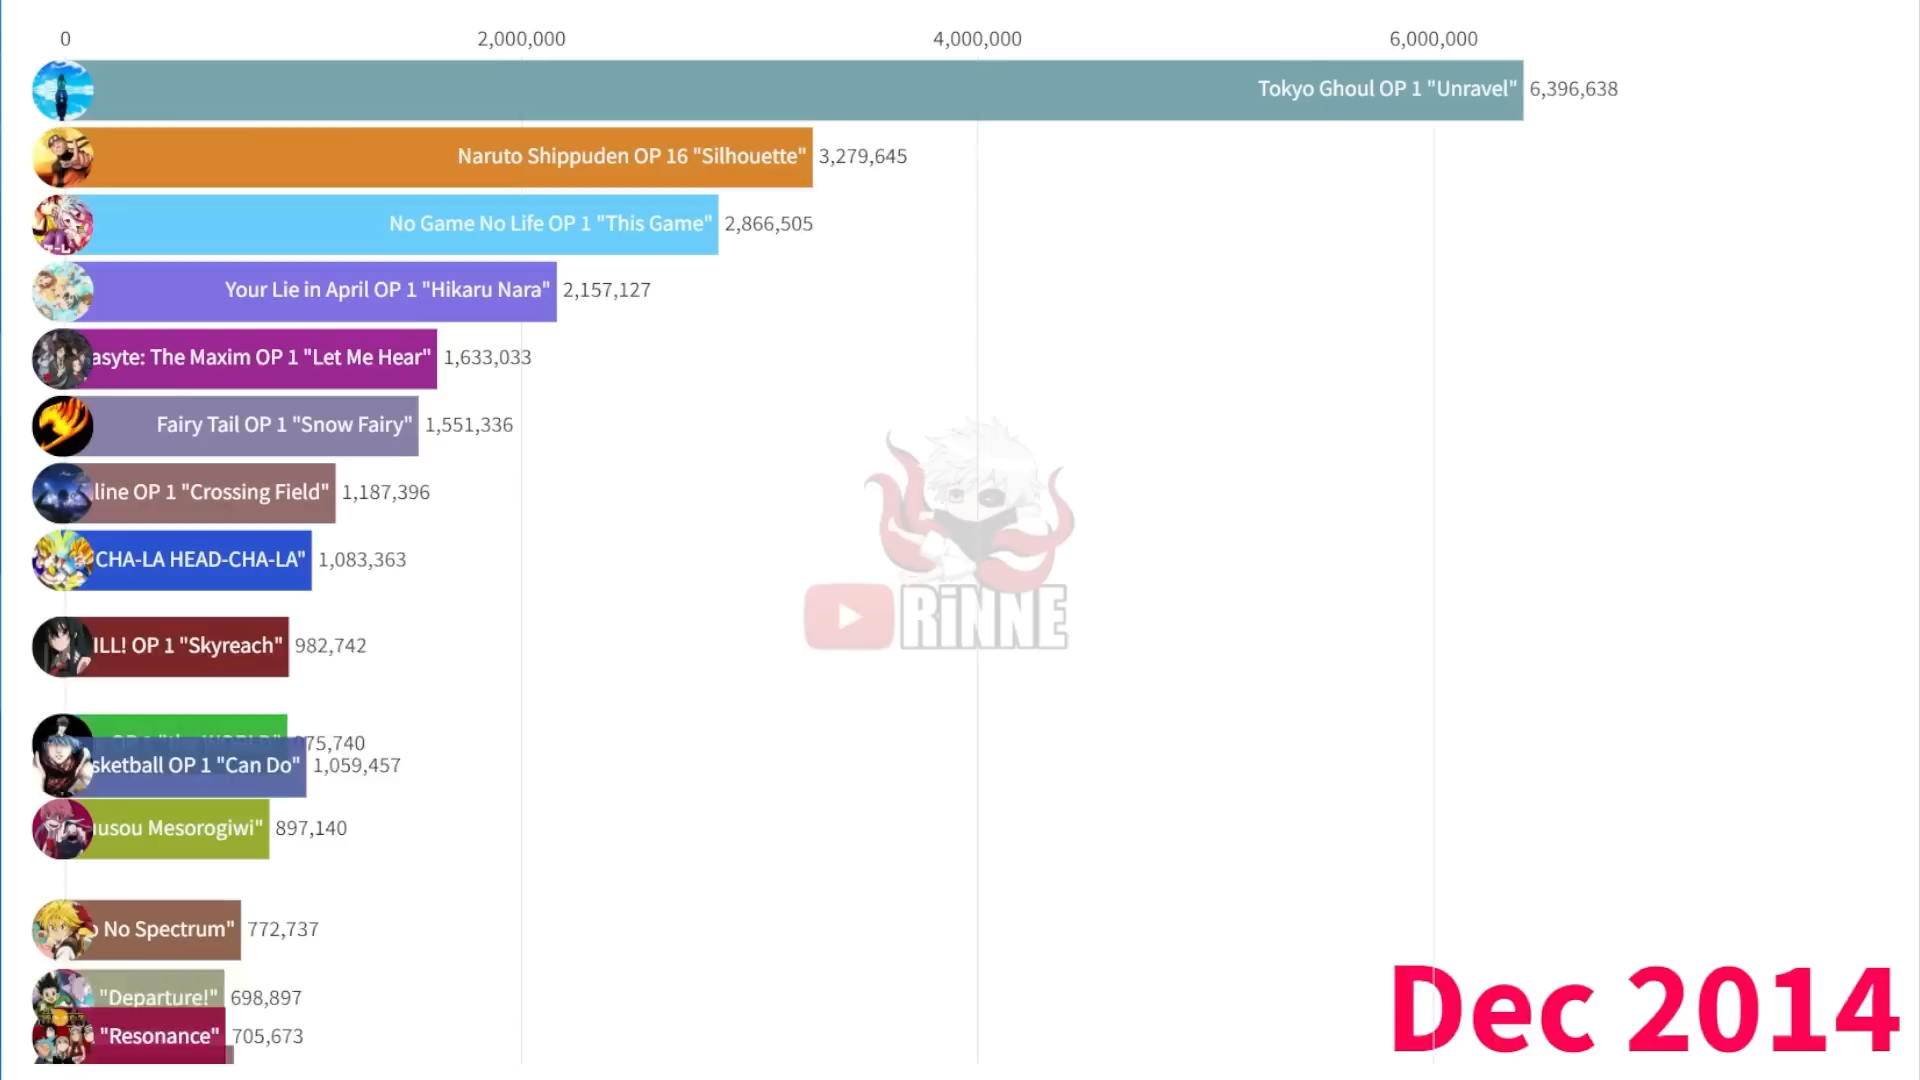 0 2,000,000 4,000,000 6,000,000
Tokyo Ghoul OP 1 "Unravel" 6,396,638
Naruto Shippuden OP 16 "Silhouette" 3,279,645
No Game No Life OP 1 "This Game" 2,866,505
Your Lie in April OP 1 "Hikaru Nara" 2,157,127
asyte: The Maxim OP 1 "Let Me Hear" 1,633,033
Fairy Tail OP 1 "Snow Fairy" 1,551,336
line OP 1 "Crossing Field" 1,187,396
CHA-LA HEAD-CHA-LA" 1,083,363
ILL! OP 1 "Skyreach" 982,742
75,740
sketball OP 1 "Can Do" 1,059,457
usou Mesorogiwi" 897,140
No Spectrum" 772,737
"Departure!" 698,897
"Resonance" 705,673
RiNNE
Dec 2014